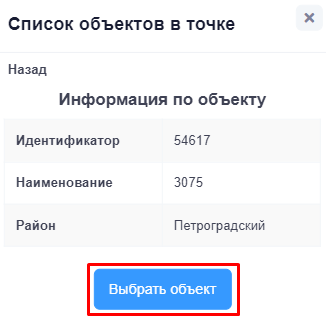 Список объектов в точке
Назад
Информация по объекту
Идентификатор 54617
Наименование 3075
Район Петроградский
Выбрать объект